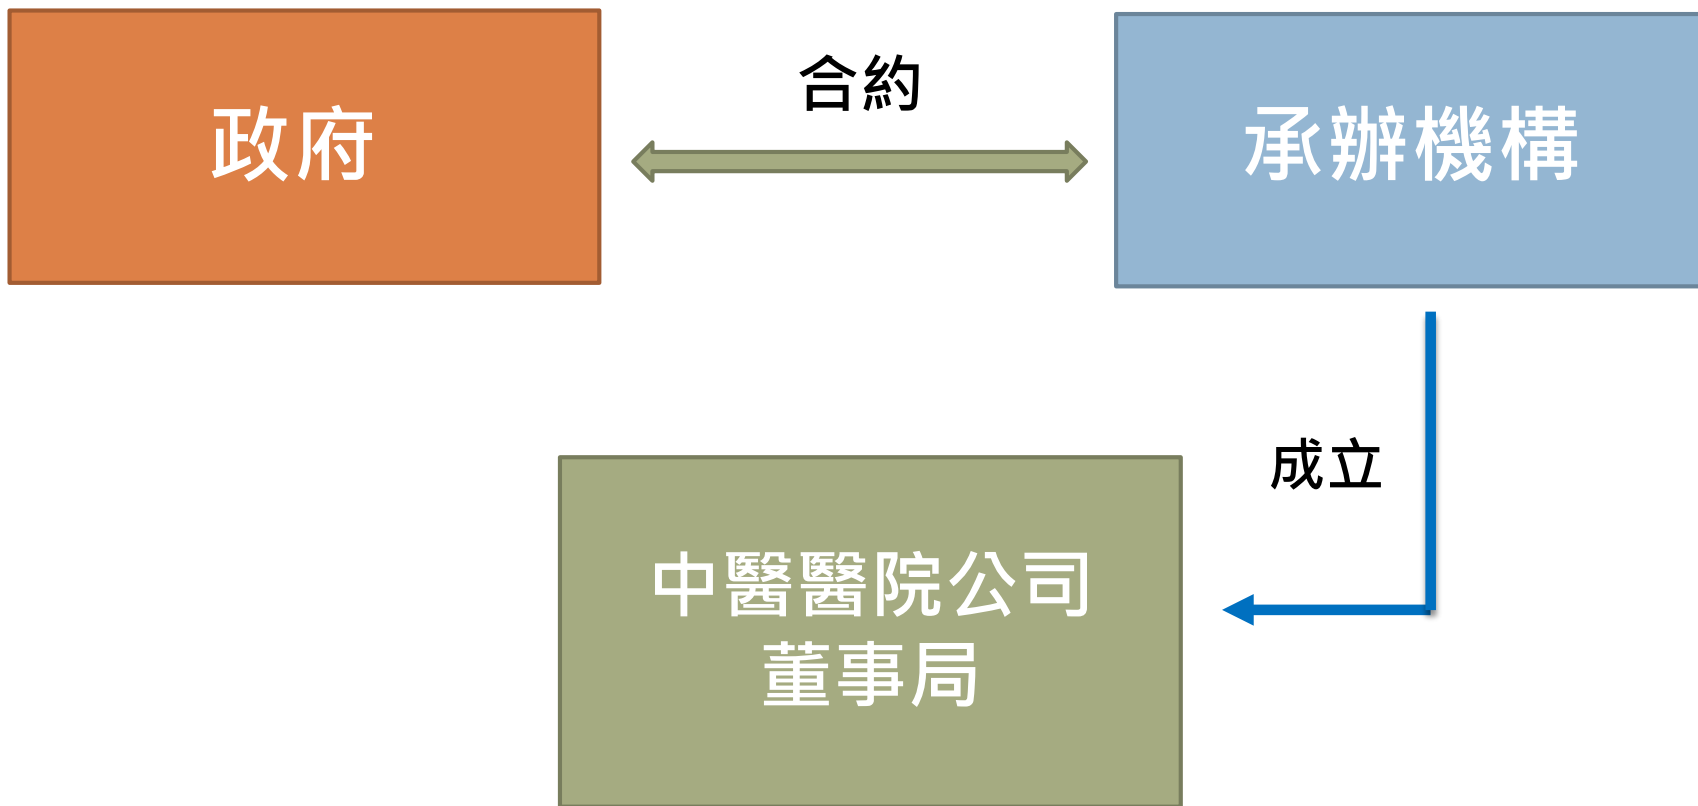 政府
合約
承辦機構
成立
中醫醫院公司
董事局